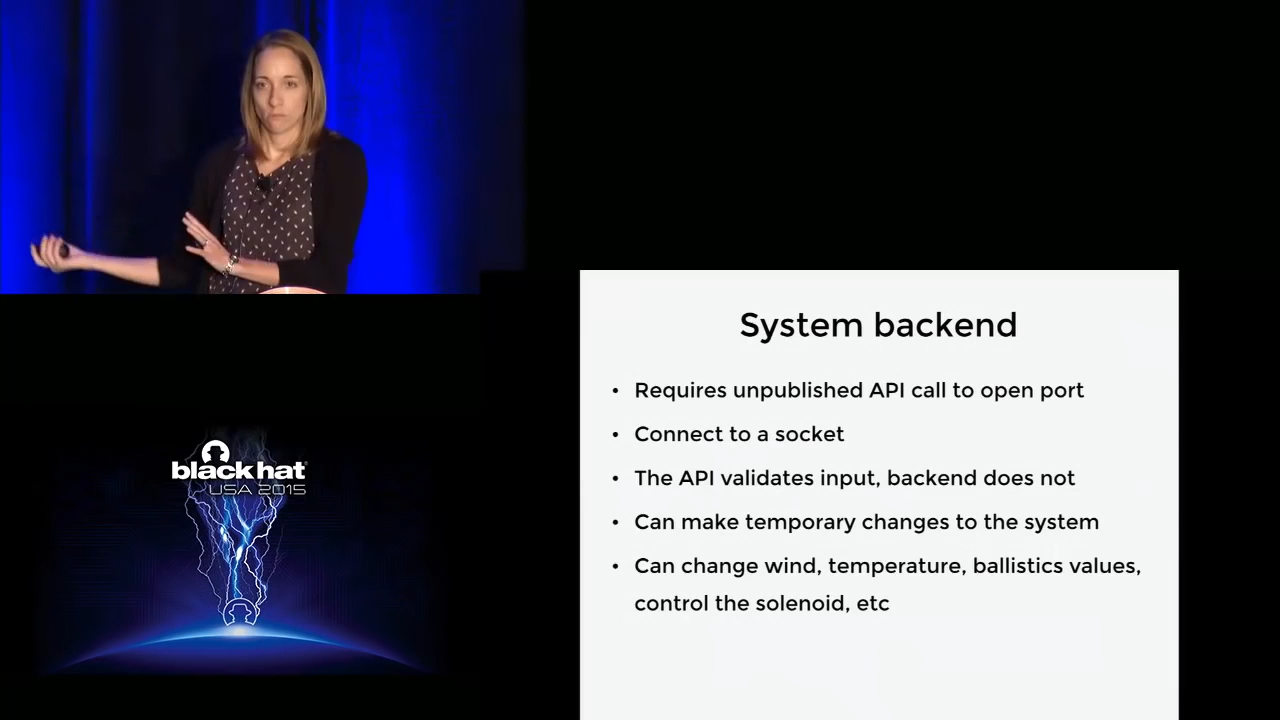 System backend
• Requires unpublished API call to open port
• Connect to a socket
• The API validates input, backend does not
• Can make temporary changes to the system
• Can change wind, temperature, ballistics values,
control the solenoid, etc
black hat
USA 2015